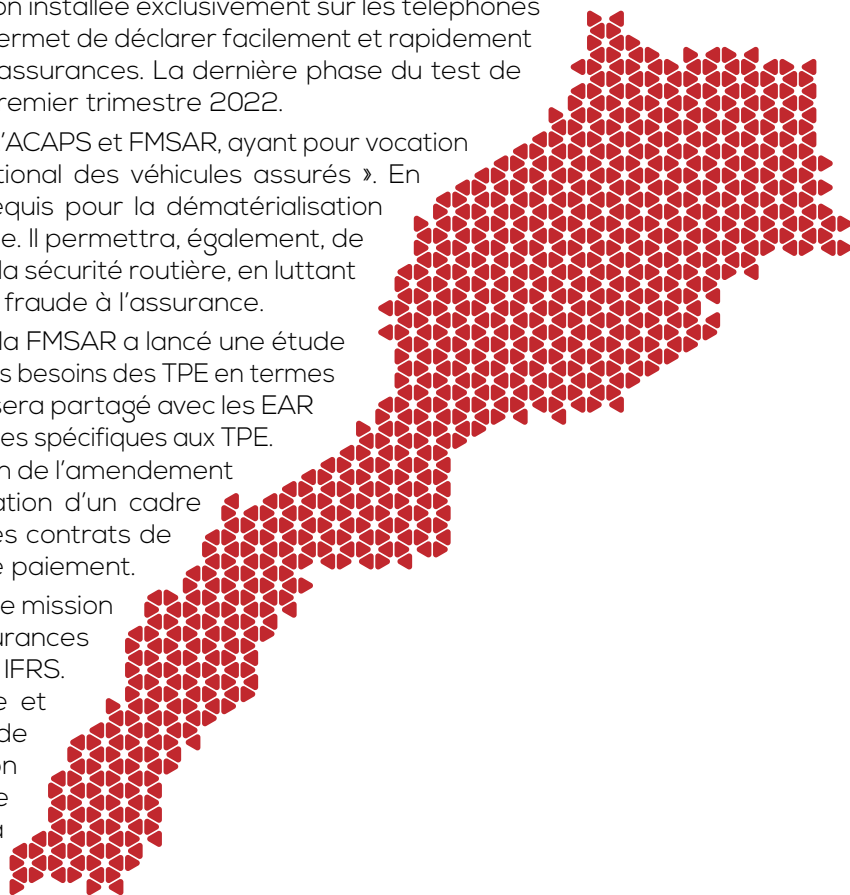 on installée exclusivement sur les téléphones
ermet de déclarer facilement et rapidement
assurances. La dernière phase du test de
remier trimestre 2022.
'ACAPS et FMSAR, ayant pour vocation
tional des véhicules assurés ». En
equis pour la dématérialisation
e. Il permettra, également, de
la sécurité routière, en luttant
fraude à l'assurance.
la FMSAR a lancé une étude
s besoins des TPE en termes
sera partagé avec les EAR
es spécifiques aux TPE.
n de l'amendement
ation d'un cadre
es contrats de
e paiement.
e mission
urances
IFRS.
e et
de
on
e
a